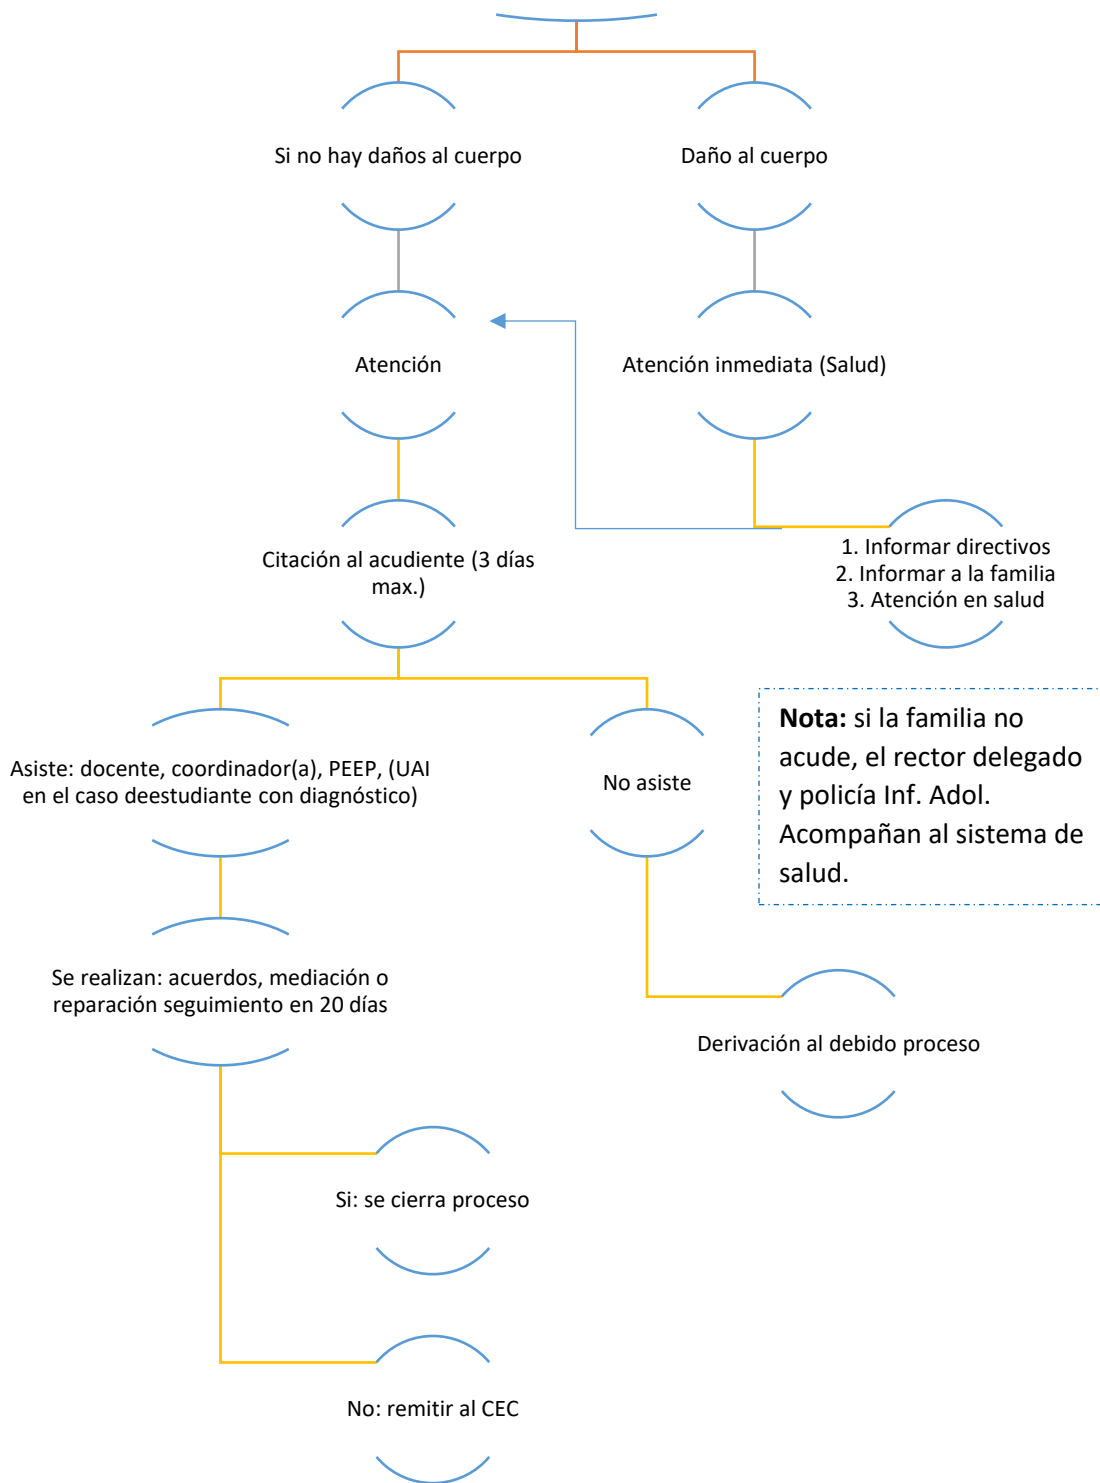 Si no hay daños al cuerpo
Daño al cuerpo
Atención
Atención inmediata (Salud)
Citación al acudiente (3 días
max.)
1. Informar directivos
2. Informar a la familia
3. Atención en salud
Asiste: docente, coordinador(a), PEEP, (UAI
en el caso deestudiante con diagnóstico)
No asiste
Nota: si la familia no
acude, el rector delegado
y policía Inf. Adol.
Acompañan al sistema de
salud.
Se realizan: acuerdos, mediación o
reparación seguimiento en 20 días
Derivación al debido proceso
Si: se cierra proceso
No: remitir al CEC